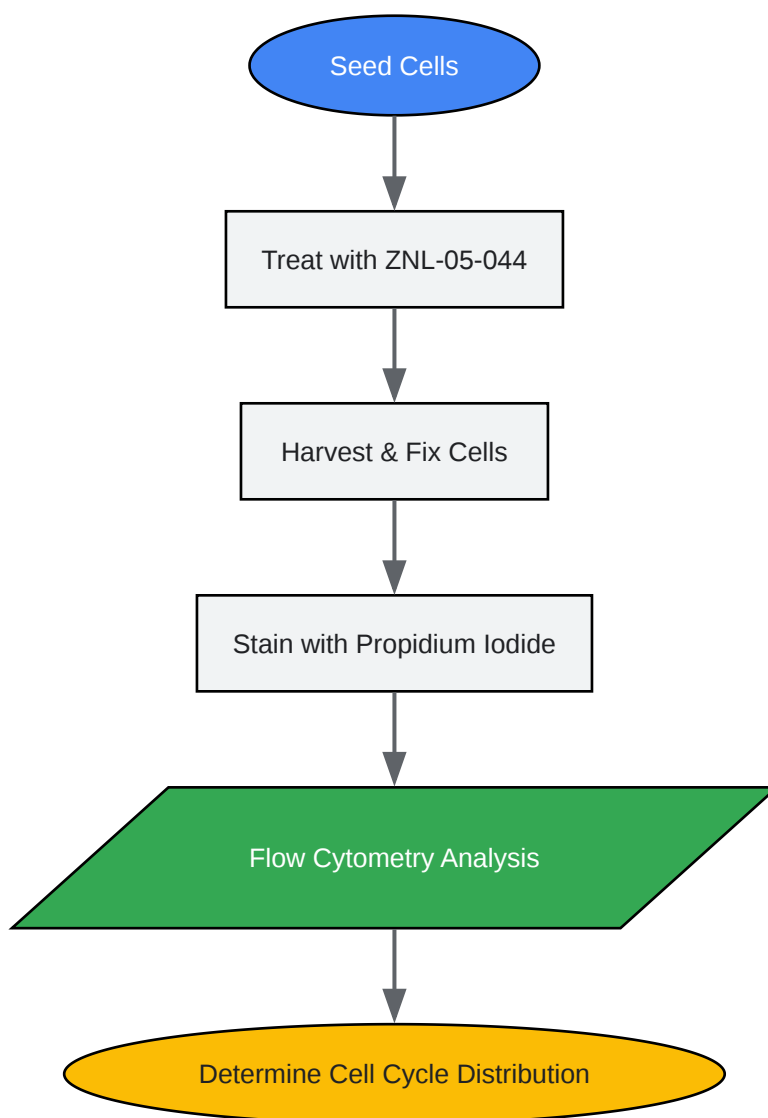 Seed Cells
Treat with ZNL-05-044
Harvest & Fix Cells
Stain with Propidium Iodide
Flow Cytometry Analysis
Determine Cell Cycle Distribution